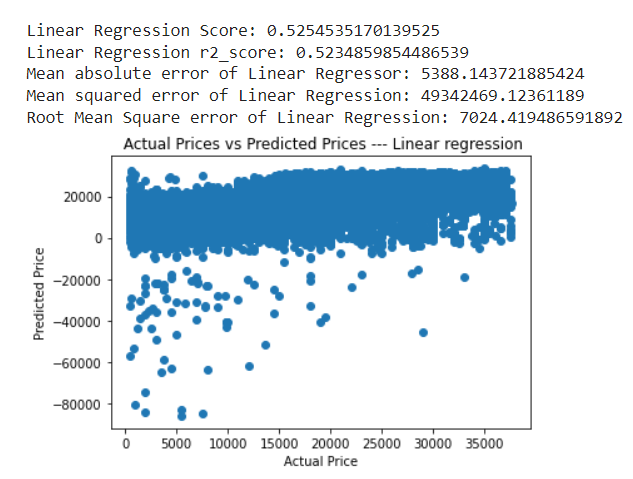 Linear Regression Score: 0.5254535170139525
Linear Regression r2_score: 0.5234859854486539
Mean absolute error of Linear Regressor: 5388.143721885424
Mean squared error of Linear Regression: 49342469.12361189
Root Mean Square error of Linear Regression: 7024.419486591892
Actual Prices vs Predicted Prices --- Linear regression
20000
0
−20000
−40000
−60000
−80000
Predicted Price
0 5000 10000 15000 20000 25000 30000 35000
Actual Price